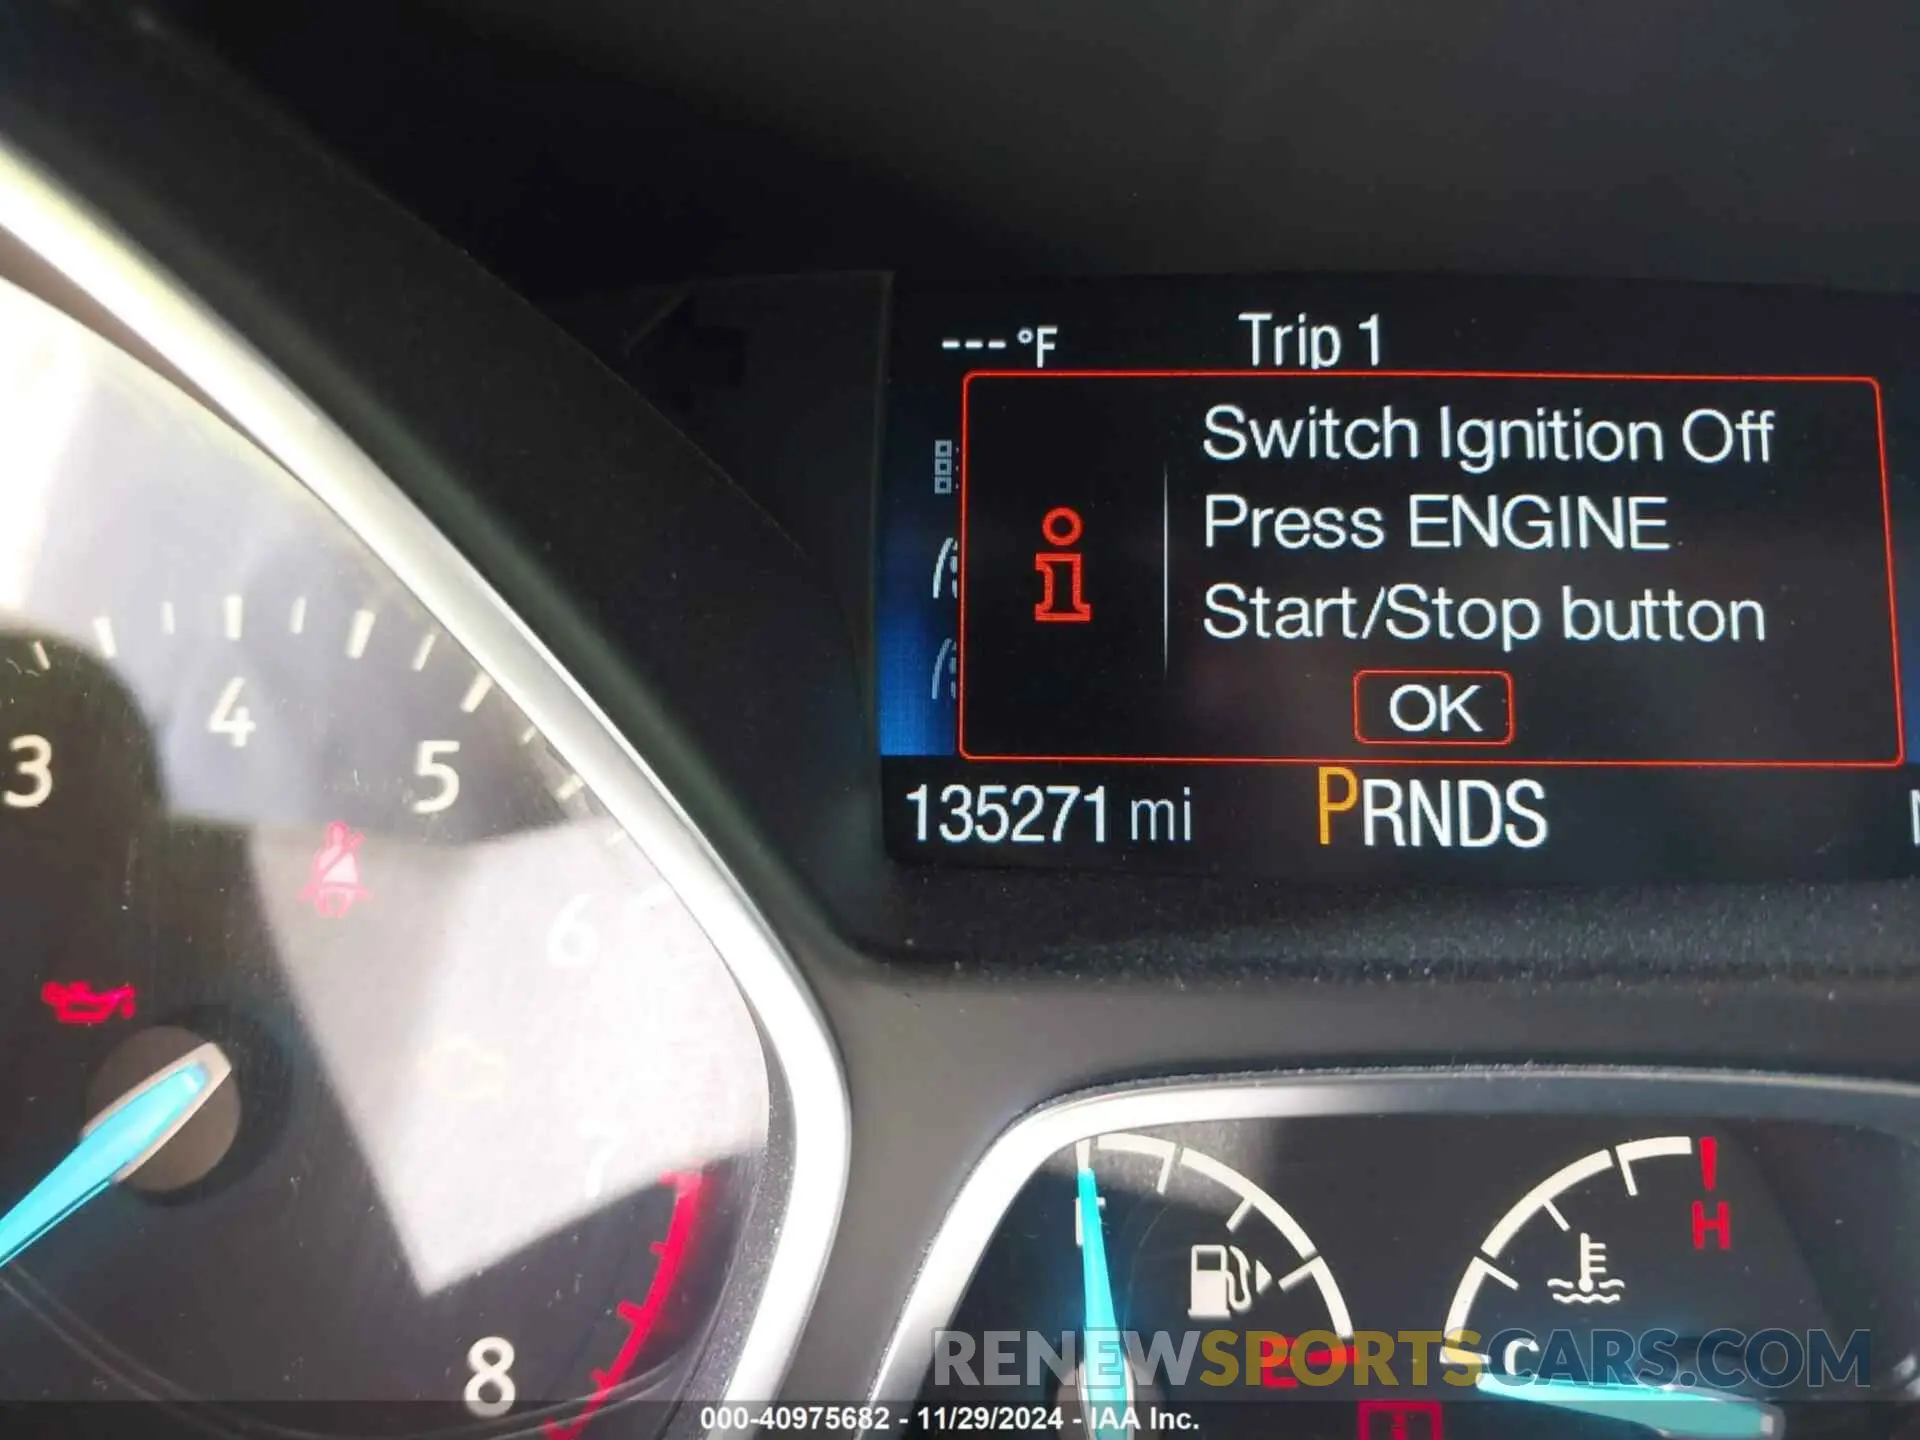 ---°F Trip 1
Switch Ignition Off
Press ENGINE
Start/Stop button
OK
135271 mi PRNDS
3
4
5
6
7
8
F
E
H
C
RENEWSPORTSCARS.COM
000-40975682 - 11/29/2024 - IAA Inc.